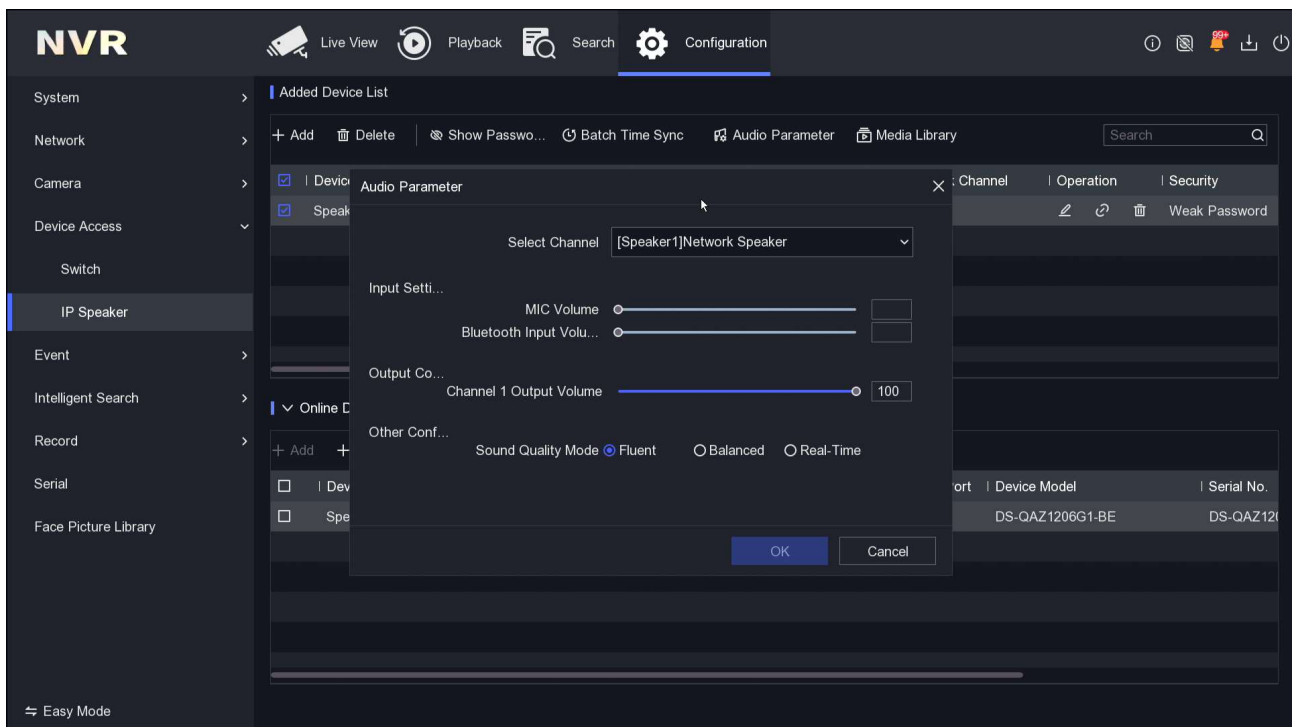 NVR
Live View Playback Search Configuration 99+
System
Network
Camera
Device Access
Switch
IP Speaker
Event
Intelligent Search
Record
Serial
Face Picture Library
Easy Mode
Added Device List
Add Delete Show Passwo... Batch Time Sync Audio Parameter Media Library Search
Channel Operation Security
Weak Password
Audio Parameter
Select Channel [Speaker1]Network Speaker
Input Setti...
MIC Volume
Bluetooth Input Volu...
Output Co...
Channel 1 Output Volume 100
Other Conf...
Sound Quality Mode Fluent Balanced Real-Time
OK Cancel
Online D
Add
Dev
Device Model Serial No.
Spe
DS-QAZ1206G1-BE DS-QAZ120